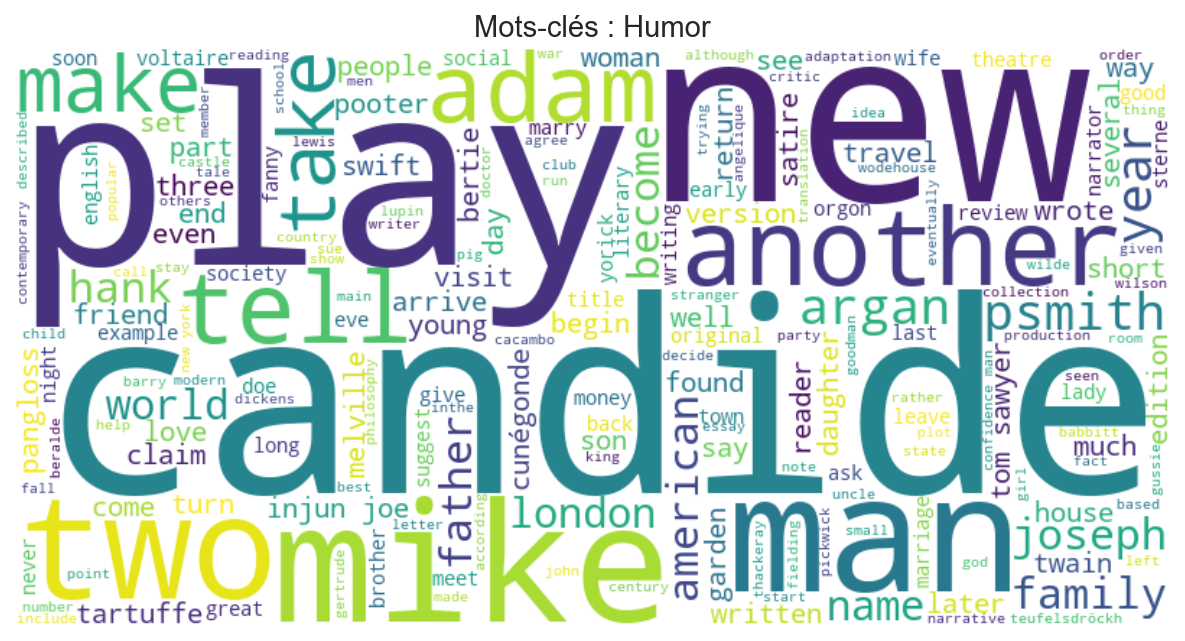 Mots-clés : Humor
soon voltaire reading people social woman although war adaptation wife theatre order
make take men adam see critic way
play new
set pooter school member good thing
described part castle tale lewis marry agree club run trying return angelique satire idea travel wodehouse several narrator year sterne
english popular three others fanny swift bertie doctor literary become early translation
end even lupin writer day yorick version orgon review wrote eventually
contemporary country sue show pig writing another given
call stay society visit wilde wilson short
hank tell main arrive title stranger argan collection psmith
friend eve young begin well original party last production
child example new york cacambo decide goodman room
candide
pangloss night barry modern doe dickens philosophy melville give inthe cunégonde money found town essay reader daughter rather seen lady edition
world help love long back leave plot confidence man babbitt
beralde claim suggest son king say american state tom sawyer fact much gussie
fall best note ask girl
two come turn injun joe letter father london uncle man house based
never mike according garden small marriage joseph
point brother meet thackeray fielding pickwick god twain left
gertrude made john century start family
number include tartuffe great written name later narrative teufelsdröckh